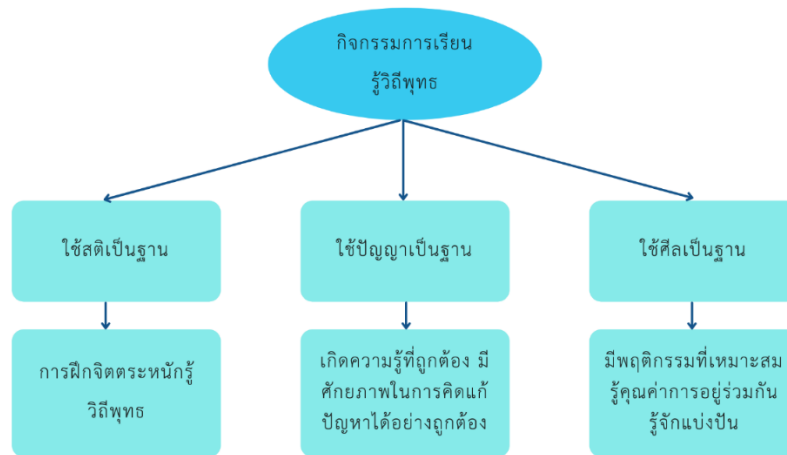 กิจกรรมการเรียน
รู้วิถีพุทธ
ใช้สติเป็นฐาน
ใช้ปัญญาเป็นฐาน
ใช้ศีลเป็นฐาน
การฝึกจิตตระหนักรู้
วิถีพุทธ
เกิดความรู้ที่ถูกต้อง มี
ศักยภาพในการคิดแก้
ปัญหาได้อย่างถูกต้อง
มีพฤติกรรมที่เหมาะสม
รู้คุณค่าการอยู่ร่วมกัน
รู้จักแบ่งปัน